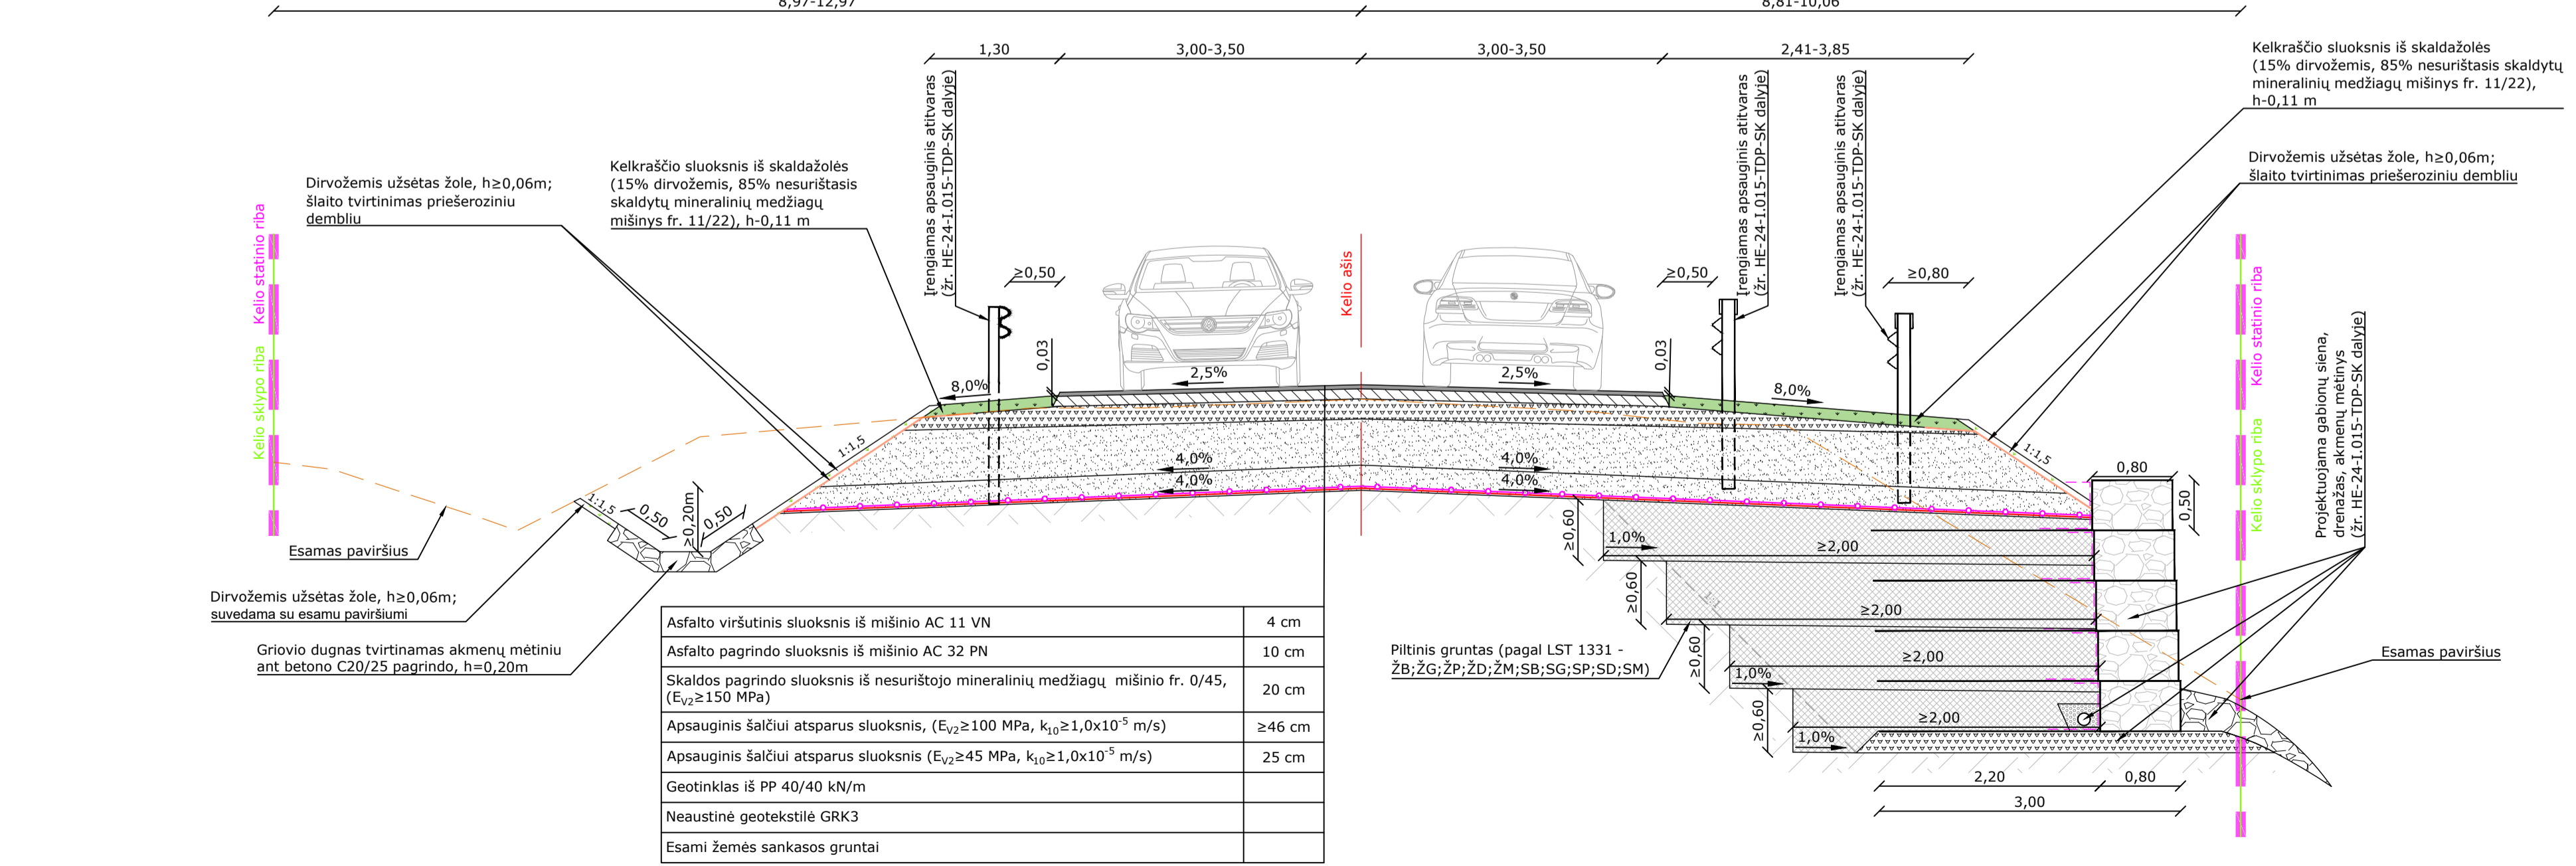 8,97-12,97
8,81-10,06
1,30
3,00-3,50
3,00-3,50
2,41-3,85
Kelkraščio sluoksnis iš skaldažolės
(15% dirvožemis, 85% nesurištasis skaldytų
mineralinių medžiagų mišinys fr. 11/22),
h-0,11 m
Dirvožemis užsėtas žole, h≥0,06m;
šlaito tvirtinimas priešeroziniu dembliu
Dirvožemis užsėtas žole, h≥0,06m;
šlaito tvirtinimas priešeroziniu
dembliu
Kelkraščio sluoksnis iš skaldažolės
(15% dirvožemis, 85% nesurištasis
skaldytų mineralinių medžiagų
mišinys fr. 11/22), h-0,11 m
Įrengiamas apsauginis atitvaras
(žr. HE-24-I.015-TDP-SK dalyje)
Įrengiamas apsauginis atitvaras
(žr. HE-24-I.015-TDP-SK dalyje)
Įrengiamas apsauginis atitvaras
(žr. HE-24-I.015-TDP-SK dalyje)
≥0,50
≥0,50
≥0,80
Kelio statinio riba
Kelio sklypo riba
Kelio ašis
Kelio statinio riba
Kelio sklypo riba
Projektuojama gabionų siena,
drenažas, akmenų mėtinys
(žr. HE-24-I.015-TDP-SK dalyje)
0,03
0,03
8,0%
2,5%
2,5%
8,0%
1:1,5
1:1,5
4,0%
4,0%
4,0%
4,0%
0,80
0,50
1:1,5
0,50
≥0,20m
0,50
Esamas paviršius
Dirvožemis užsėtas žole, h≥0,06m;
suvedama su esamu paviršiumi
Griovio dugnas tvirtinamas akmenų mėtiniu
ant betono C20/25 pagrindo, h=0,20m
≥0,60
1,0%
≥2,00
≥0,60
1:1
≥2,00
≥0,60
1,0%
≥2,00
≥0,60
1,0%
≥2,00
Piltinis gruntas (pagal LST 1331 -
ŽB;ŽG;ŽP;ŽD;ŽM;SB;SG;SP;SD;SM)
Esamas paviršius
2,20
0,80
3,00
Asfalto viršutinis sluoksnis iš mišinio AC 11 VN 4 cm
Asfalto pagrindo sluoksnis iš mišinio AC 32 PN 10 cm
Skaldos pagrindo sluoksnis iš nesurištojo mineralinių medžiagų mišinio fr. 0/45,
(EV2≥150 MPa) 20 cm
Apsauginis šalčiui atsparus sluoksnis, (EV2≥100 MPa, k10≥1,0x10-5 m/s) ≥46 cm
Apsauginis šalčiui atsparus sluoksnis (EV2≥45 MPa, k10≥1,0x10-5 m/s) 25 cm
Geotinklas iš PP 40/40 kN/m
Neaustinė geotekstilė GRK3
Esami žemės sankasos gruntai